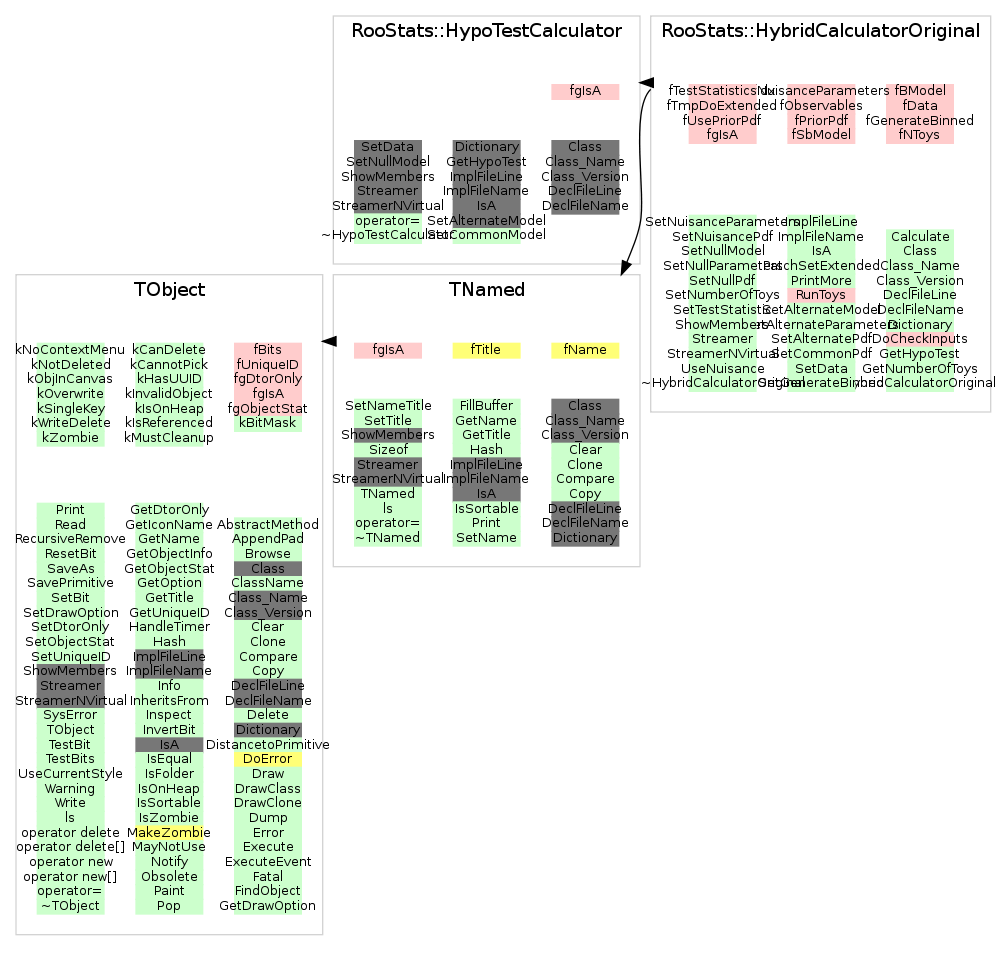 RooStats::HypoTestCalculator
fgIsA
SetData
SetNullModel
ShowMembers
Streamer
StreamerNVirtual
operator=
~HypoTestCalculator
Dictionary
GetHypoTest
ImplFileLine
ImplFileName
IsA
SetAlternateModel
SetCommonModel
Class
Class_Name
Class_Version
DeclFileLine
DeclFileName
RooStats::HybridCalculatorOriginal
fTmpDoExtended
fUsePriorPdf
fgIsA
fObservables
fPriorPdf
fSbModel
fBModel
fData
fGenerateBinned
fNToys
SetNuisanceParameters
SetNuisancePdf
SetNullModel
SetNullParameters
SetNullPdf
SetNumberOfToys
SetTestStatistic
ShowMembers
Streamer
StreamerNVirtual
UseNuisance
~HybridCalculatorOriginal
ImplFileLine
ImplFileName
IsA
PatchSetExtended
PrintMore
RunToys
SetAlternateModel
SetAlternateParameters
SetAlternatePdf
SetCommonPdf
SetData
SetGenerateBinned
Calculate
Class
Class_Name
Class_Version
DeclFileLine
DeclFileName
Dictionary
DoCheckInputs
GetHypoTest
GetNumberOfToys
HybridCalculatorOriginal
TObject
kNoContextMenu
kNotDeleted
kObjInCanvas
kOverwrite
kSingleKey
kWriteDelete
kZombie
kCanDelete
kCannotPick
kHasUUID
kInvalidObject
kIsOnHeap
kIsReferenced
kMustCleanup
fBits
fUniqueID
fgDtorOnly
fgIsA
fgObjectStat
kBitMask
Print
Read
RecursiveRemove
ResetBit
SaveAs
SavePrimitive
SetBit
SetDrawOption
SetDtorOnly
SetObjectStat
SetUniqueID
ShowMembers
Streamer
StreamerNVirtual
SysError
TObject
TestBit
TestBits
UseCurrentStyle
Warning
Write
ls
operator delete
operator delete[]
operator new
operator new[]
operator=
~TObject
GetDtorOnly
GetIconName
GetName
GetObjectInfo
GetObjectStat
GetOption
GetTitle
GetUniqueID
HandleTimer
Hash
ImplFileLine
ImplFileName
Info
InheritsFrom
Inspect
InvertBit
IsA
IsEqual
IsFolder
IsOnHeap
IsSortable
IsZombie
MakeZombie
MayNotUse
Notify
Obsolete
Paint
Pop
AbstractMethod
AppendPad
Browse
Class
ClassName
Class_Name
Class_Version
Clear
Clone
Compare
Copy
DeclFileLine
DeclFileName
Delete
Dictionary
DistancetoPrimitive
DoError
Draw
DrawClass
DrawClone
Dump
Error
Execute
ExecuteEvent
Fatal
FindObject
GetDrawOption
TNamed
fgIsA
fTitle
fName
SetNameTitle
SetTitle
ShowMembers
Sizeof
Streamer
StreamerNVirtual
TNamed
ls
operator=
~TNamed
FillBuffer
GetName
GetTitle
Hash
ImplFileLine
ImplFileName
IsA
IsSortable
Print
SetName
Class
Class_Name
Class_Version
Clear
Clone
Compare
Copy
DeclFileLine
DeclFileName
Dictionary